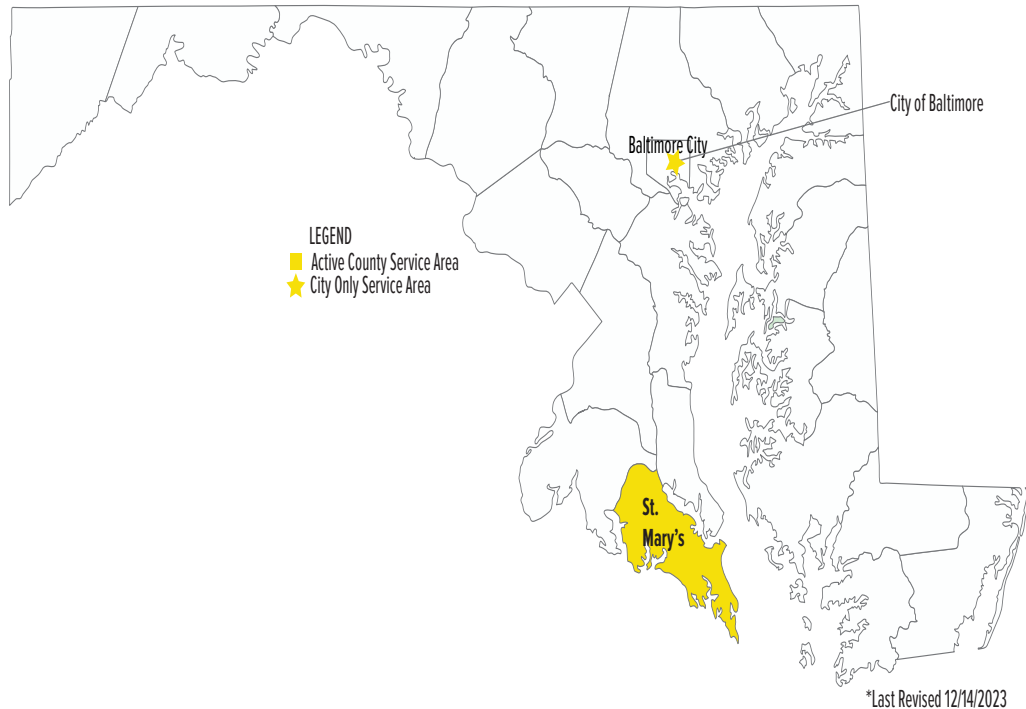 City of Baltimore
Baltimore City
LEGEND
Active County Service Area
City Only Service Area
St.
Mary's
*Last Revised 12/14/2023